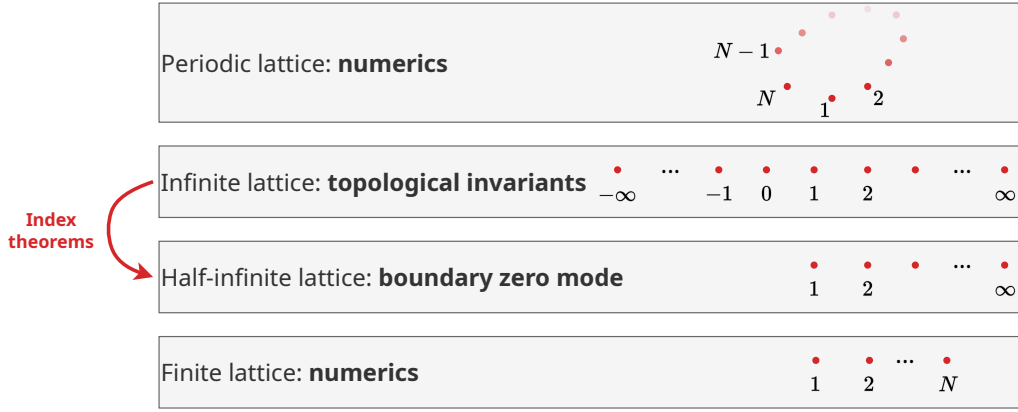 Periodic lattice: numerics
N − 1
N
1
2
Infinite lattice: topological invariants
...
...
−∞
−1
0
1
2
∞
Index
theorems
Half-infinite lattice: boundary zero mode
...
1
2
∞
Finite lattice: numerics
...
1
2
N